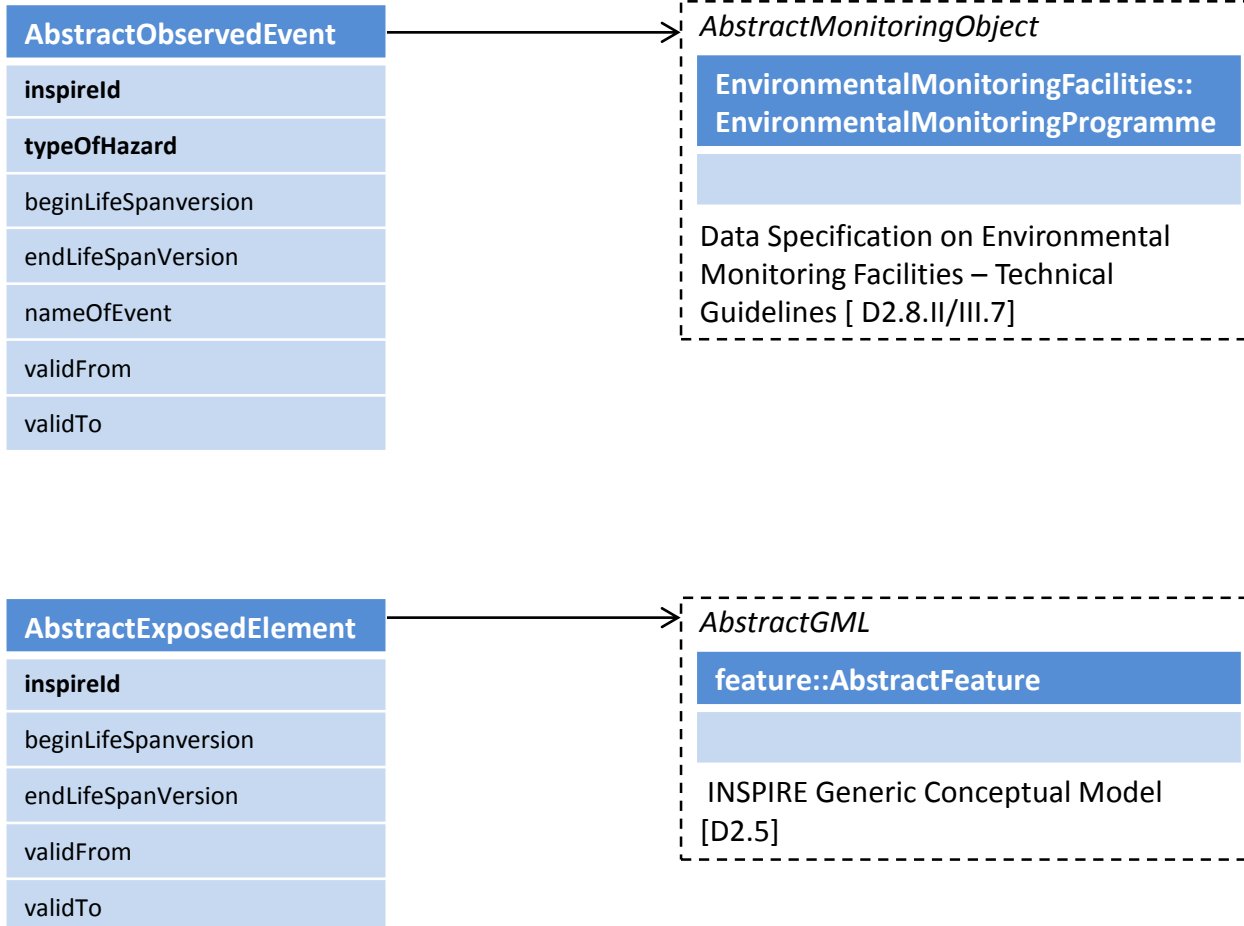 AbstractObservedEvent
inspireId
typeOfHazard
beginLifeSpanversion
endLifeSpanVersion
nameOfEvent
validFrom
validTo
AbstractMonitoringObject
EnvironmentalMonitoringFacilities::
EnvironmentalMonitoringProgramme
Data Specification on Environmental
Monitoring Facilities – Technical
Guidelines [ D2.8.II/III.7]
AbstractExposedElement
inspireId
beginLifeSpanversion
endLifeSpanVersion
validFrom
validTo
AbstractGML
feature::AbstractFeature
INSPIRE Generic Conceptual Model
[D2.5]